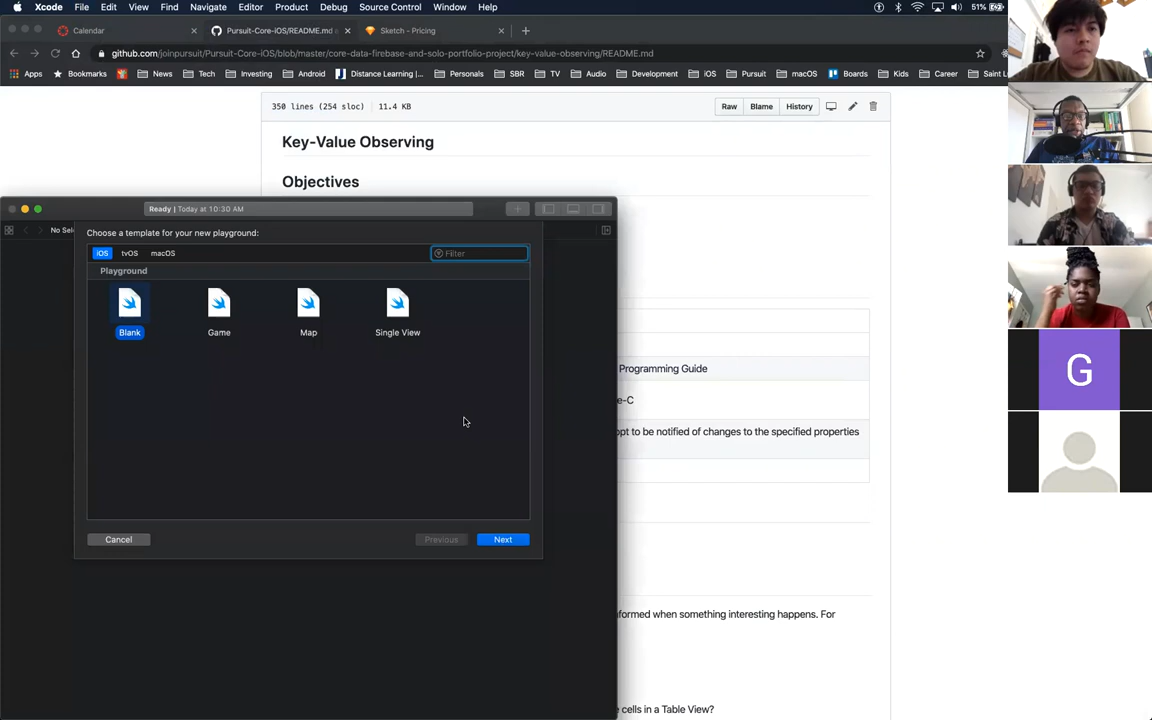 Xcode File Edit View Find Navigate Editor Product Debug Source Control Window Help 51%
Calendar Pursuit-Core-iOS/README.md Sketch - Pricing
github.com/joinpursuit/Pursuit-Core-iOS/blob/master/core-data-firebase-and-solo-portfolio-project/key-value-observing/README.md
Apps Bookmarks News Tech Investing Android Distance Learning |... Personals SBR TV Audio Development iOS Pursuit macOS Boards Kids Career Saint L
350 lines (254 sloc) 11.4 KB Raw Blame History
Key-Value Observing
Objectives
Ready | Today at 10:30 AM
No Sel
Choose a template for your new playground:
iOS tvOS macOS Filter
Playground
Blank Game Map Single View
Programming Guide
e-C
opt to be notified of changes to the specified properties
Cancel Previous Next
nformed when something interesting happens. For
e cells in a Table View?
G